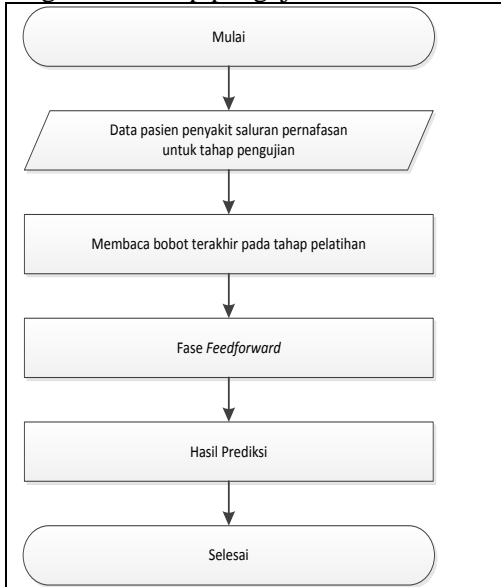 Mulai
Data pasien penyakit saluran pernafasan
untuk tahap pengujian
Membaca bobot terakhir pada tahap pelatihan
Fase Feedforward
Hasil Prediksi
Selesai